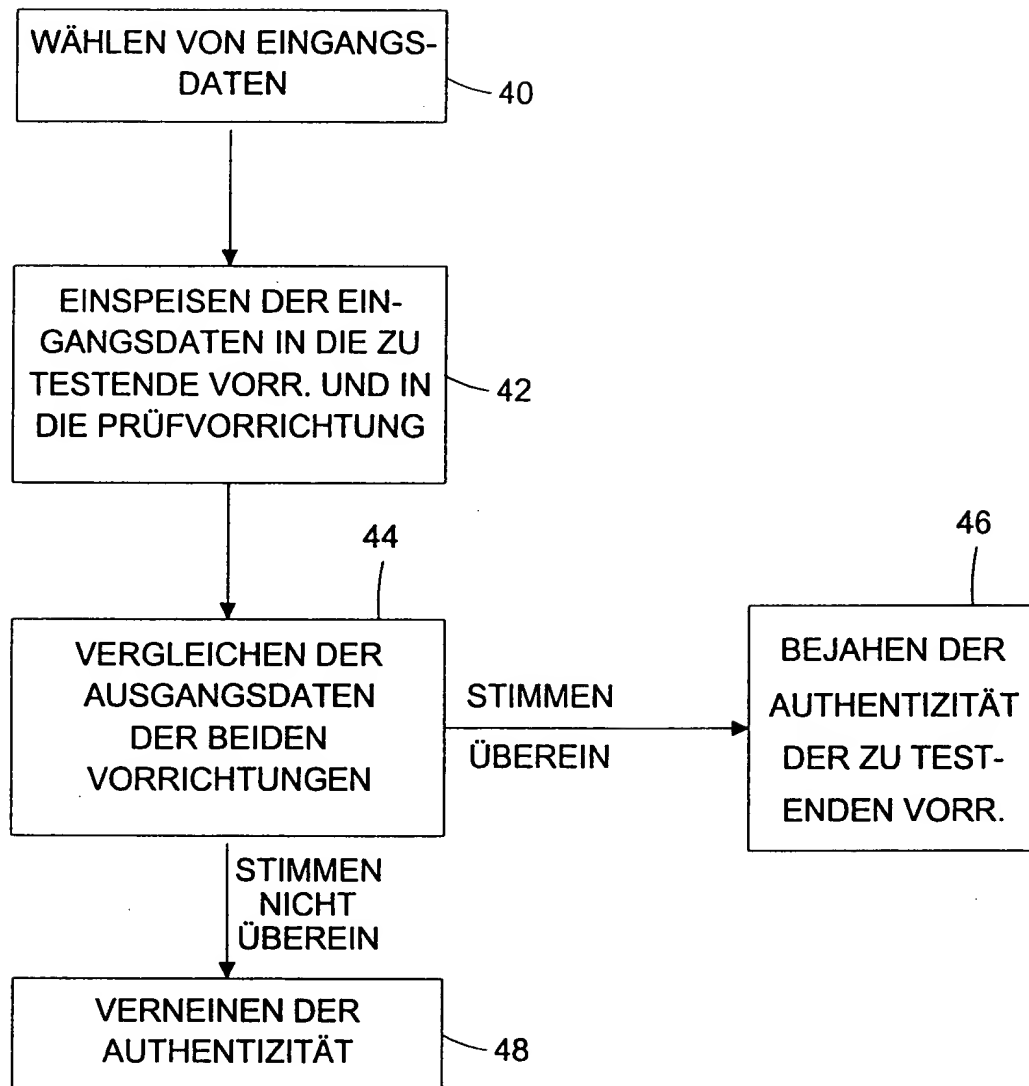 WÄHLEN VON EINGANGS-
DATEN
40
EINSPEISEN DER EIN-
GANGSDATEN IN DIE ZU
TESTENDE VORR. UND IN
DIE PRÜFVORRICHTUNG
42
44
VERGLEICHEN DER
AUSGANGSDATEN
DER BEIDEN
VORRICHTUNGEN
STIMMEN
ÜBEREIN
46
BEJAHEN DER
AUTHENTIZITÄT
DER ZU TEST-
ENDEN VORR.
STIMMEN
NICHT
ÜBEREIN
VERNEINEN DER
AUTHENTIZITÄT
48